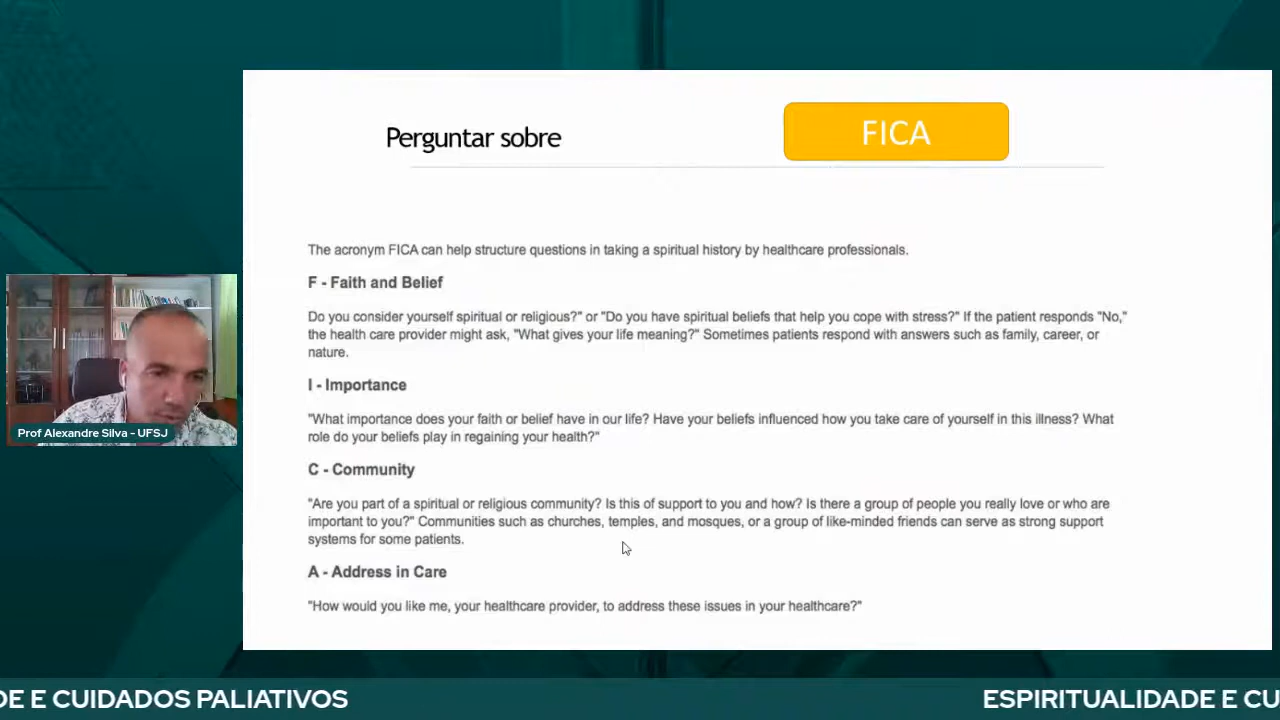 Perguntar sobre
FICA
The acronym FICA can help structure questions in taking a spiritual history by healthcare professionals.
F - Faith and Belief
Do you consider yourself spiritual or religious?" or "Do you have spiritual beliefs that help you cope with stress?" If the patient responds "No,"
the health care provider might ask, "What gives your life meaning?" Sometimes patients respond with answers such as family, career, or
nature.
I - Importance
"What importance does your faith or belief have in our life? Have your beliefs influenced how you take care of yourself in this illness? What
role do your beliefs play in regaining your health?"
C - Community
"Are you part of a spiritual or religious community? Is this of support to you and how? Is there a group of people you really love or who are
important to you?" Communities such as churches, temples, and mosques, or a group of like-minded friends can serve as strong support
systems for some patients.
A - Address in Care
"How would you like me, your healthcare provider, to address these issues in your healthcare?"
Prof Alexandre Silva - UFSJ
DE E CUIDADOS PALIATIVOS
ESPIRITUALIDADE E CU